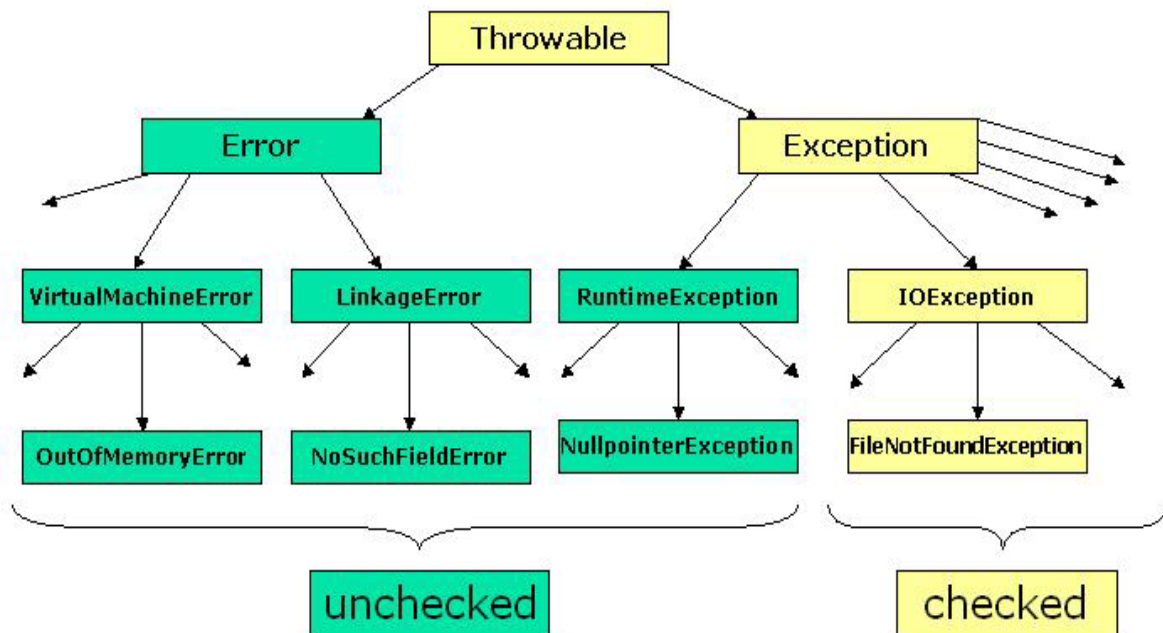 Throwable
Error
Exception
VirtualMachineError
LinkageError
RuntimeException
IOException
OutOfMemoryError
NoSuchFieldError
NullpointerException
FileNotFoundException
unchecked
checked